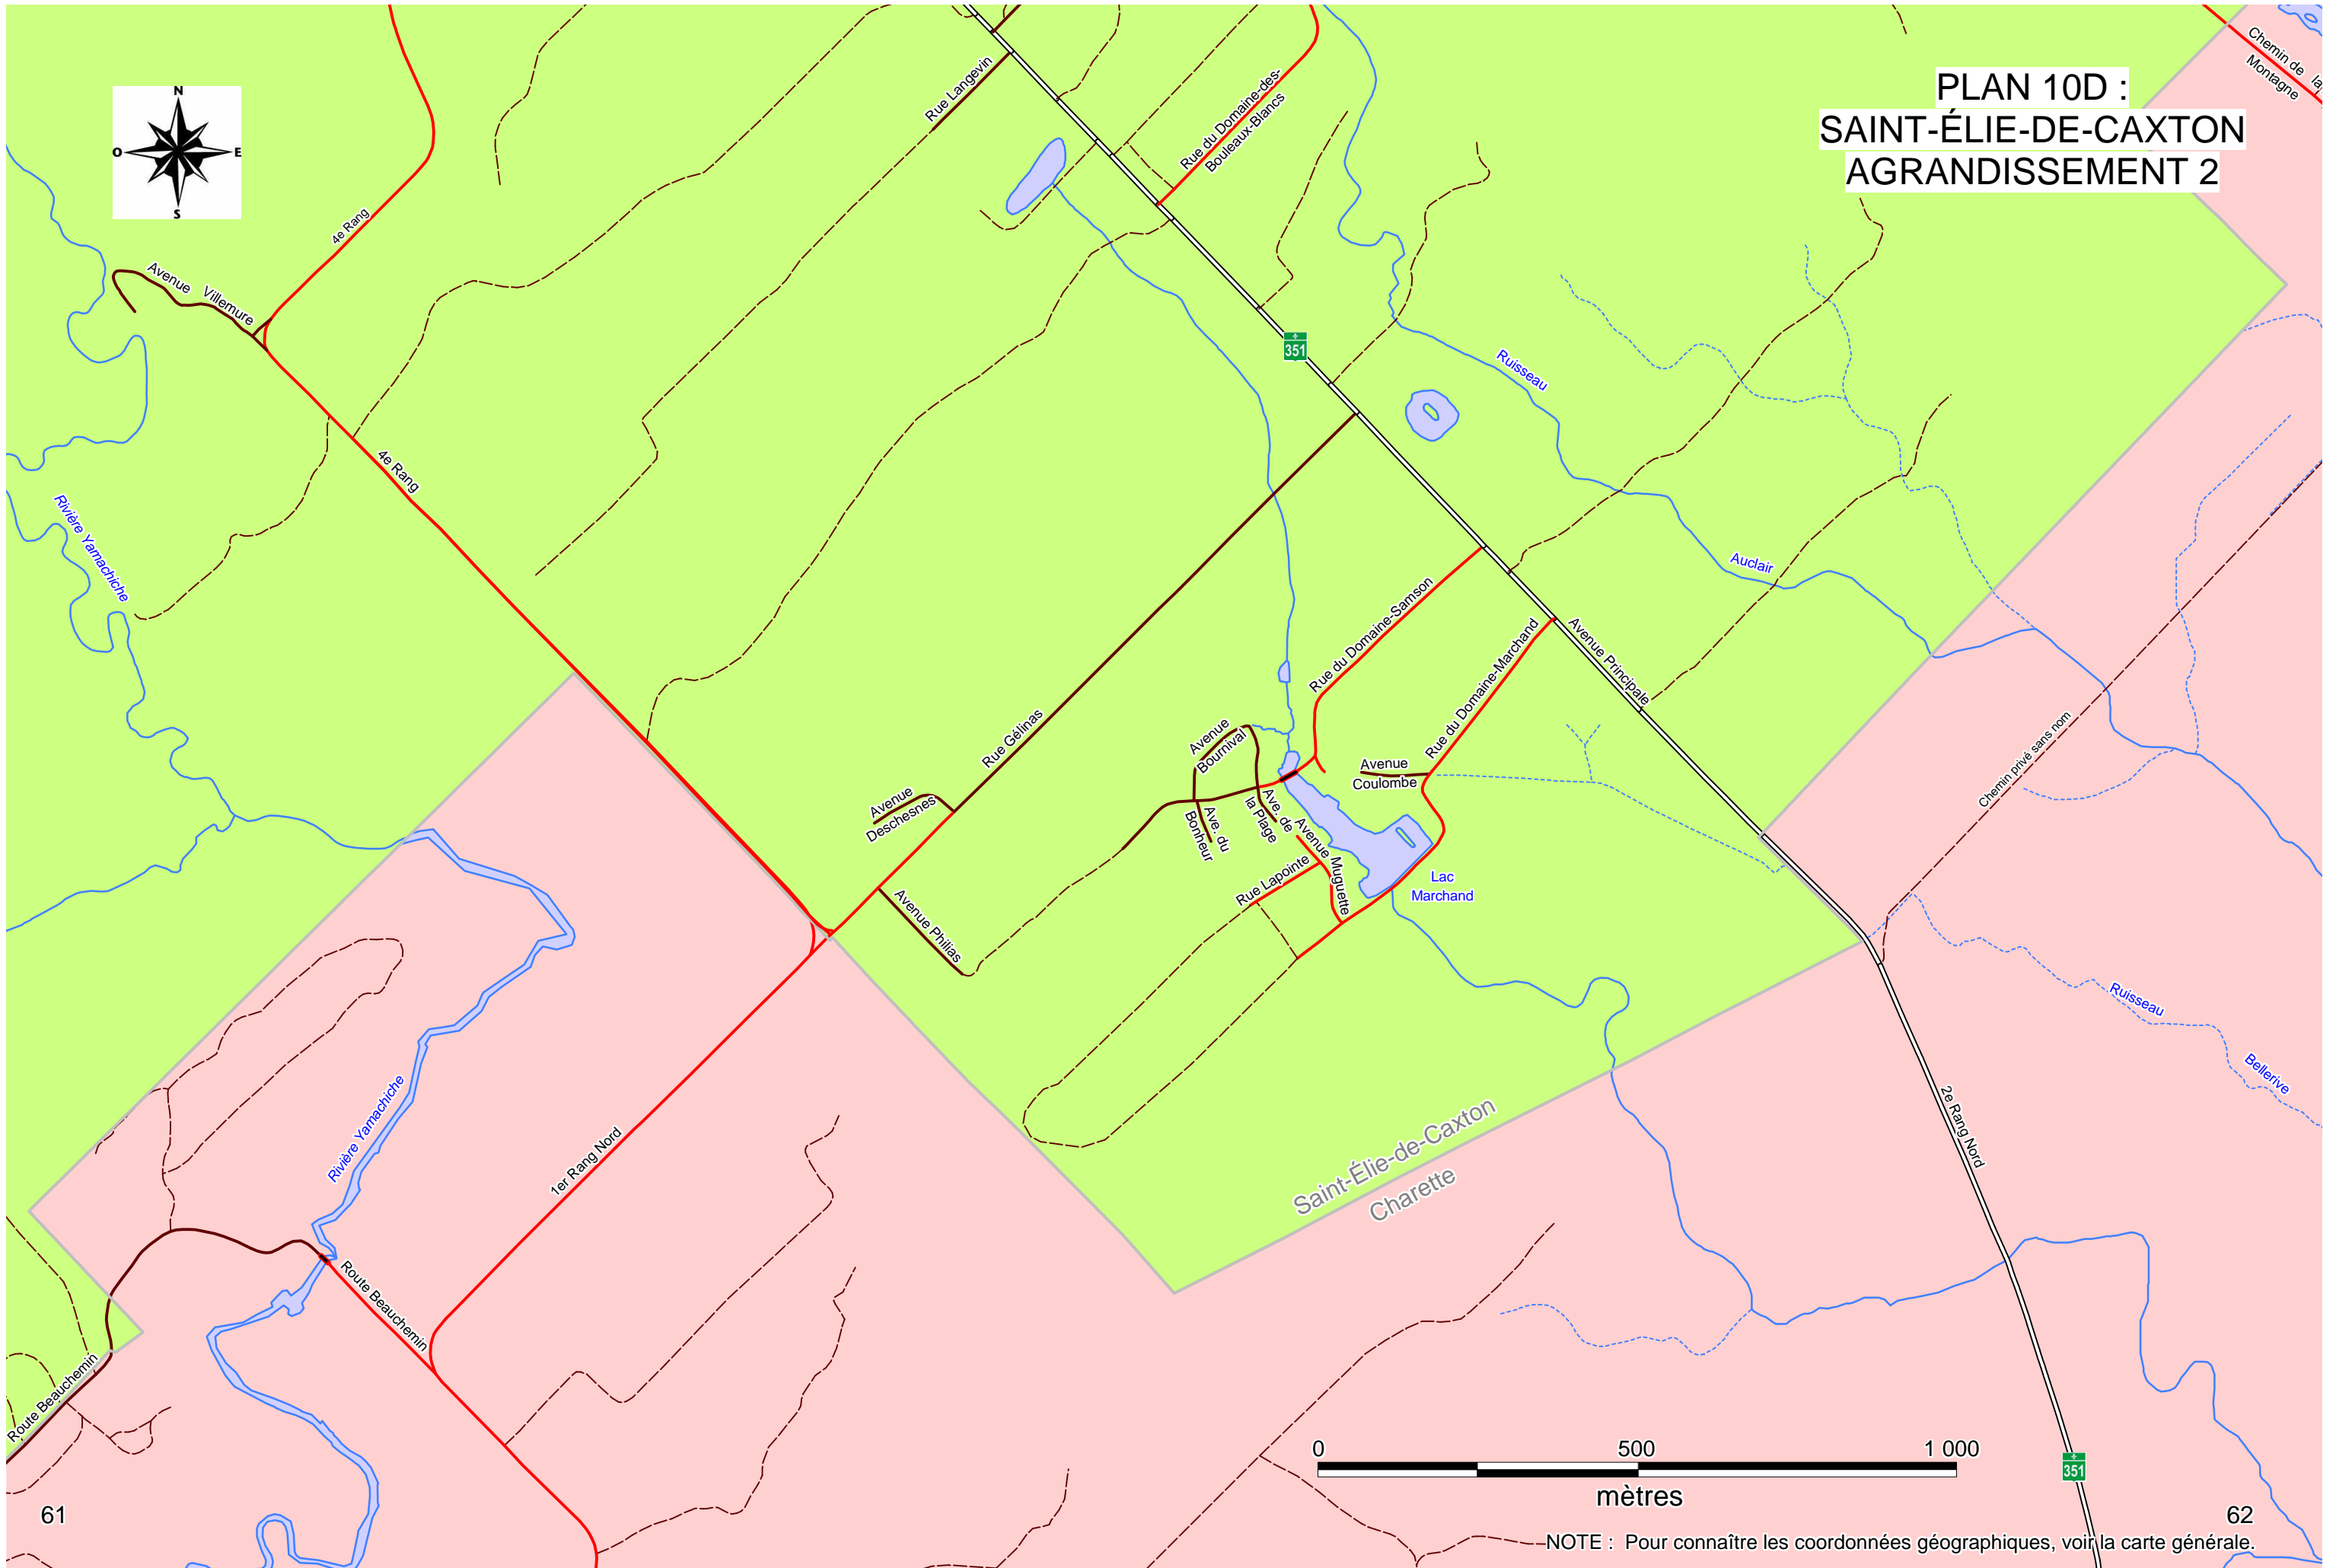 PLAN 10D :
SAINT-ÉLIE-DE-CAXTON
AGRANDISSEMENT 2
Chemin de la
Montagne
N
O
E
S
Rue Langevin
Rue du Domaine-des-
Bouleaux-Blancs
4e Rang
Avenue Villemure
351
Ruisseau
4e Rang
Rivière Yamachiche
Auclair
Rue du Domaine-Samson
Avenue Principale
Rue du Domaine-Marchand
Rue Gélinas
Avenue
Bournival
Avenue
Coulombe
Chemin privé sans nom
Avenue
Deschesnes
Ave. du
Bonheur
Ave. de
la Plage
Avenue Muguette
Rue Lapointe
Lac
Marchand
Avenue Philias
Ruisseau
Bellerive
Rivière Yamachiche
1er Rang Nord
2e Rang Nord
Saint-Élie-de-Caxton
Charette
Route Beauchemin
Route Beauchemin
0 500 1 000
mètres
351
61
62
NOTE : Pour connaître les coordonnées géographiques, voir la carte générale.